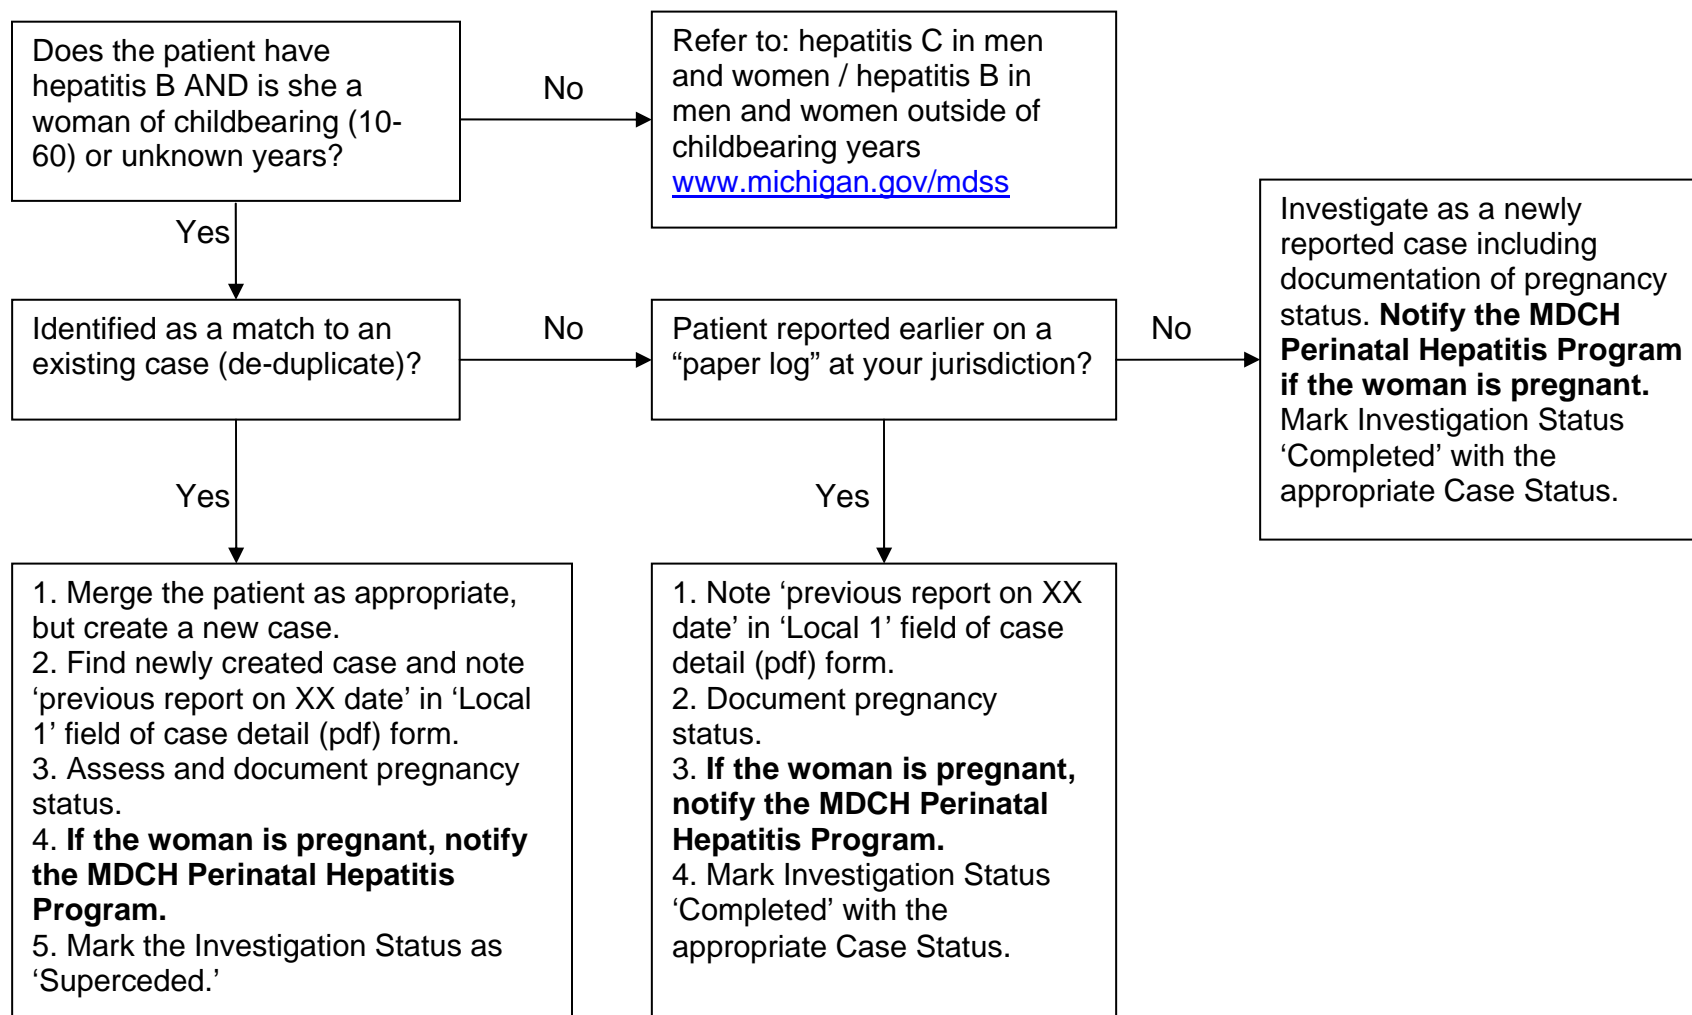 Does the patient have
hepatitis B AND is she a
woman of childbearing (10-
60) or unknown years?
No
Refer to: hepatitis C in men
and women / hepatitis B in
men and women outside of
childbearing years
www.michigan.gov/mdss
Yes
Identified as a match to an
existing case (de-duplicate)?
No
Patient reported earlier on a
“paper log” at your jurisdiction?
No
Investigate as a newly
reported case including
documentation of pregnancy
status. Notify the MDCH
Perinatal Hepatitis Program
if the woman is pregnant.
Mark Investigation Status
‘Completed’ with the
appropriate Case Status.
Yes
Yes
1. Merge the patient as appropriate,
but create a new case.
2. Find newly created case and note
‘previous report on XX date’ in ‘Local
1’ field of case detail (pdf) form.
3. Assess and document pregnancy
status.
4. If the woman is pregnant, notify
the MDCH Perinatal Hepatitis
Program.
5. Mark the Investigation Status as
‘Superceded.’
1. Note ‘previous report on XX
date’ in ‘Local 1’ field of case
detail (pdf) form.
2. Document pregnancy
status.
3. If the woman is pregnant,
notify the MDCH Perinatal
Hepatitis Program.
4. Mark Investigation Status
‘Completed’ with the
appropriate Case Status.